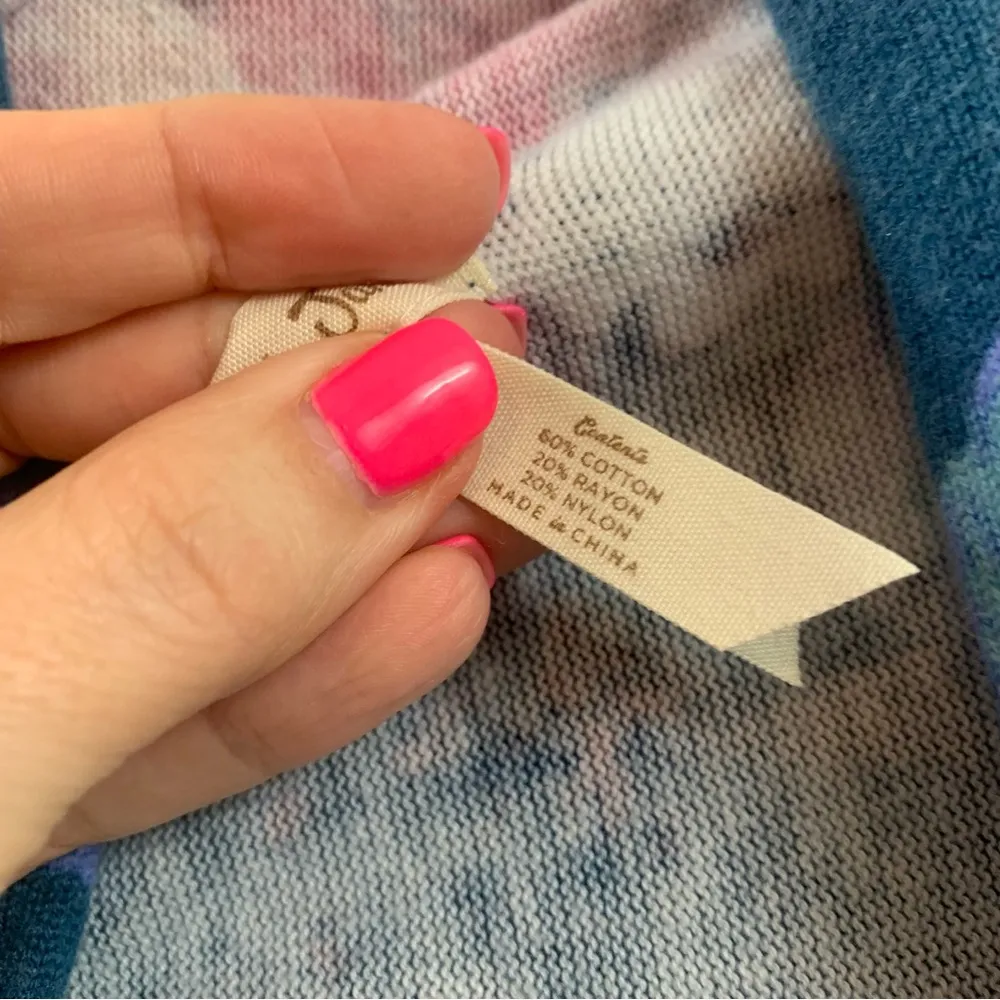 Contents
60% COTTON
20% RAYON
20% NYLON
MADE in CHINA